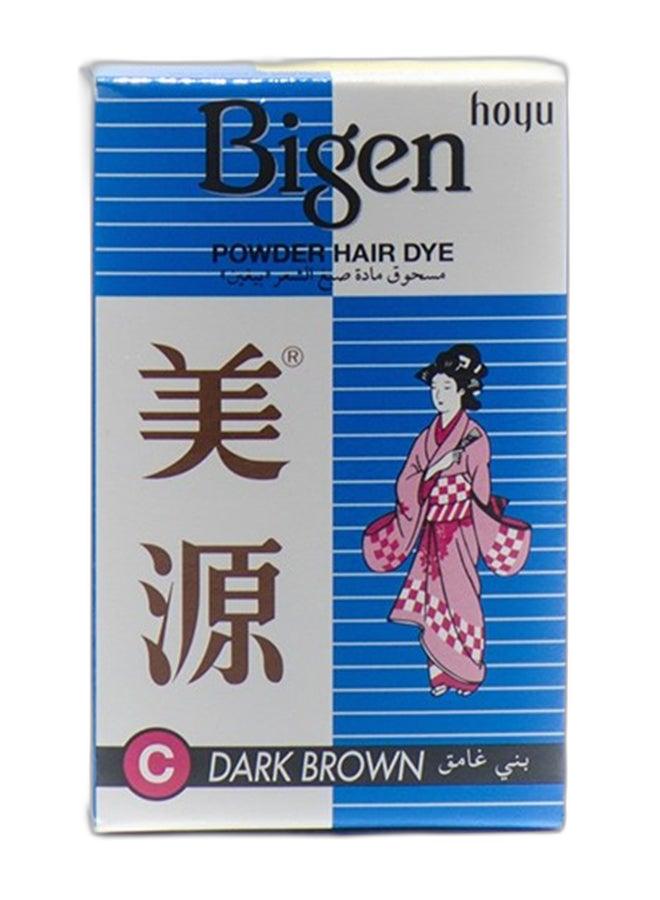 hoyu
Bigen
POWDER HAIR DYE
مسحوق مادة صبغ الشعر «بيغين»
美®
源
C DARK BROWN بني غامق